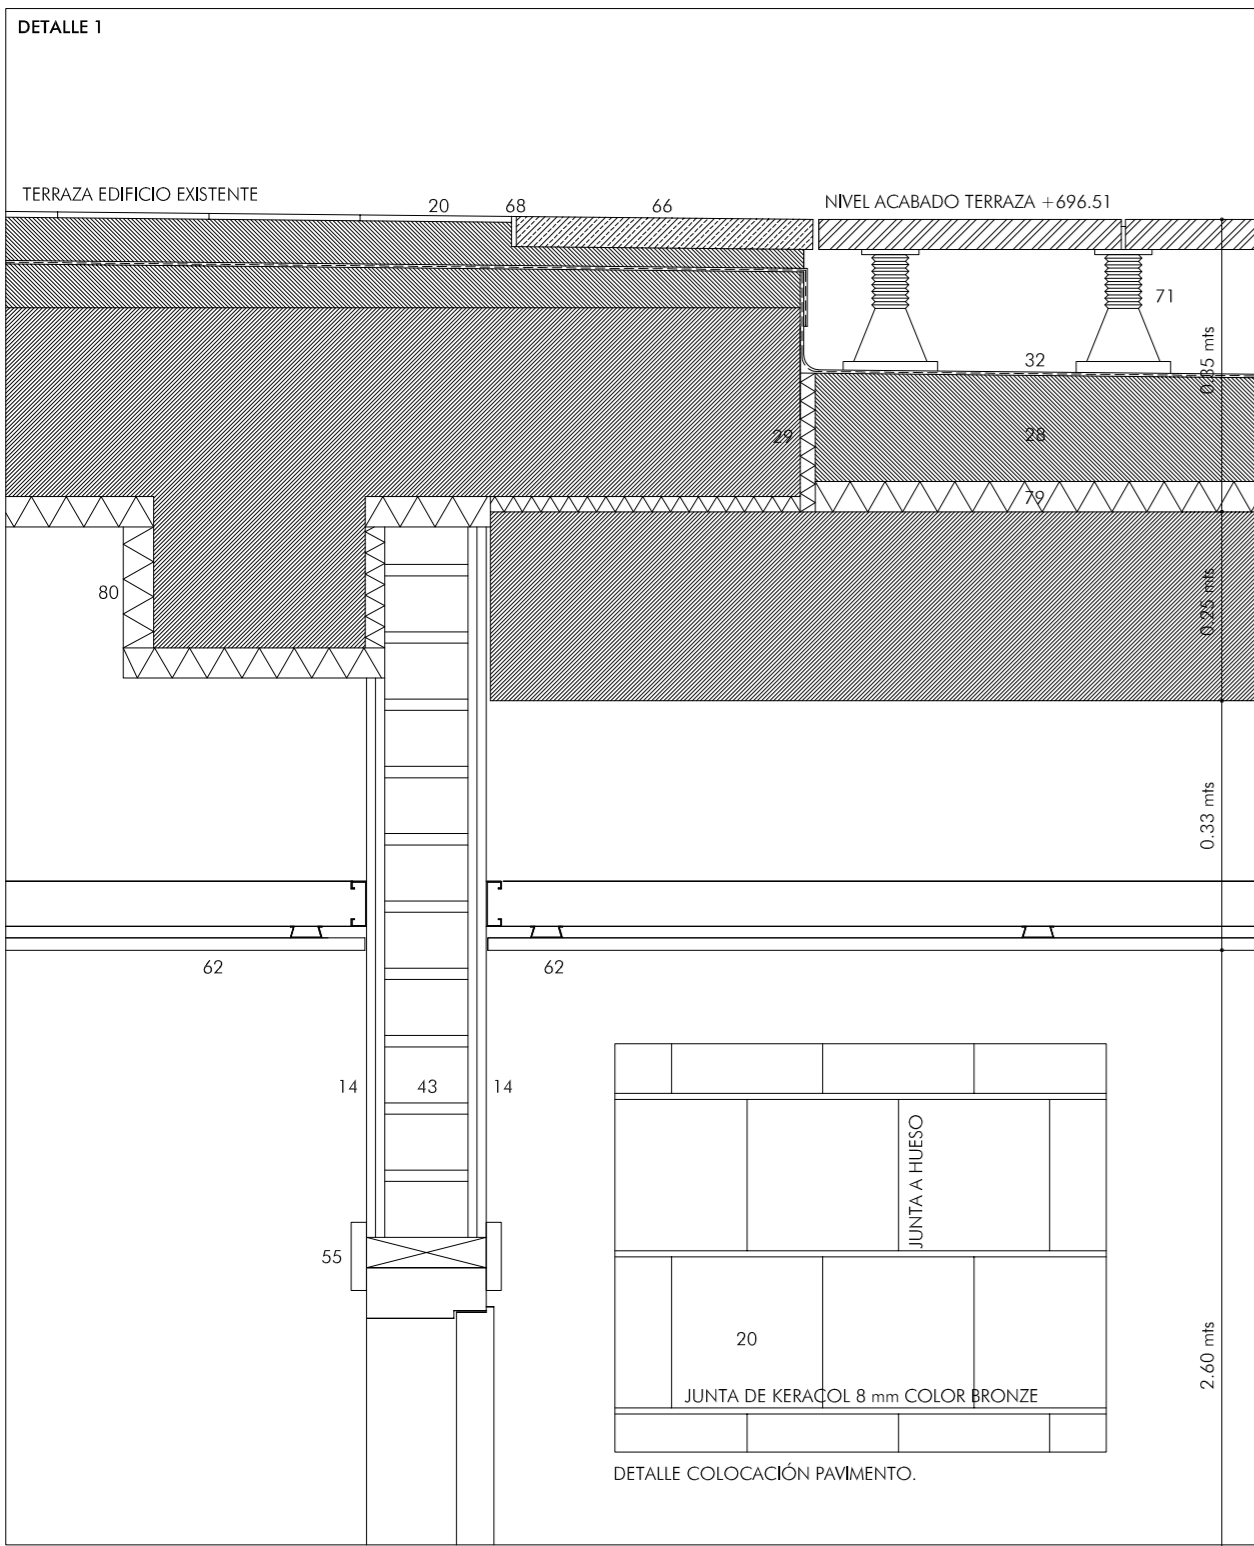 DETALLE 1
TERRAZA EDIFICIO EXISTENTE
20
68
66
NIVEL ACABADO TERRAZA +696.51
71
32
0.35 mts
29
28
79
80
0.25 mts
0.33 mts
62
62
14
43
14
JUNTA A HUESO
55
20
2.60 mts
JUNTA DE KERACOL 8 mm COLOR BRONZE
DETALLE COLOCACIÓN PAVIMENTO.